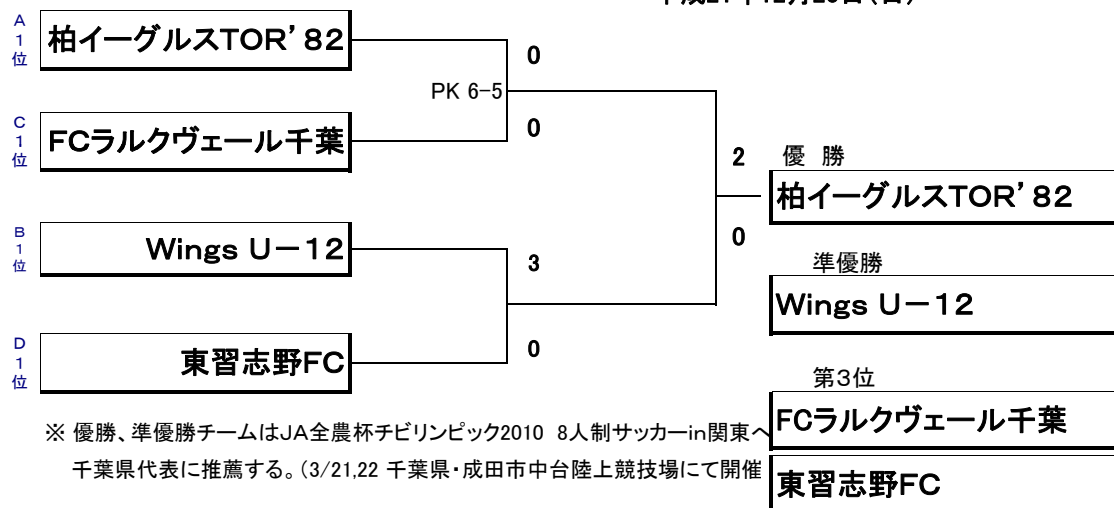 A1位
柏イーグルスTOR’82
0
PK 6-5
C1位
FCラルクヴェール千葉
0
2
優 勝
柏イーグルスTOR’82
B1位
Wings U－12
3
0
準優勝
Wings U－12
D1位
東習志野FC
0
第3位
FCラルクヴェール千葉
東習志野FC
※ 優勝、準優勝チームはJA全農杯チビリンピック2010 8人制サッカーin関東へ
千葉県代表に推薦する。(3/21,22 千葉県・成田市中台陸上競技場にて開催